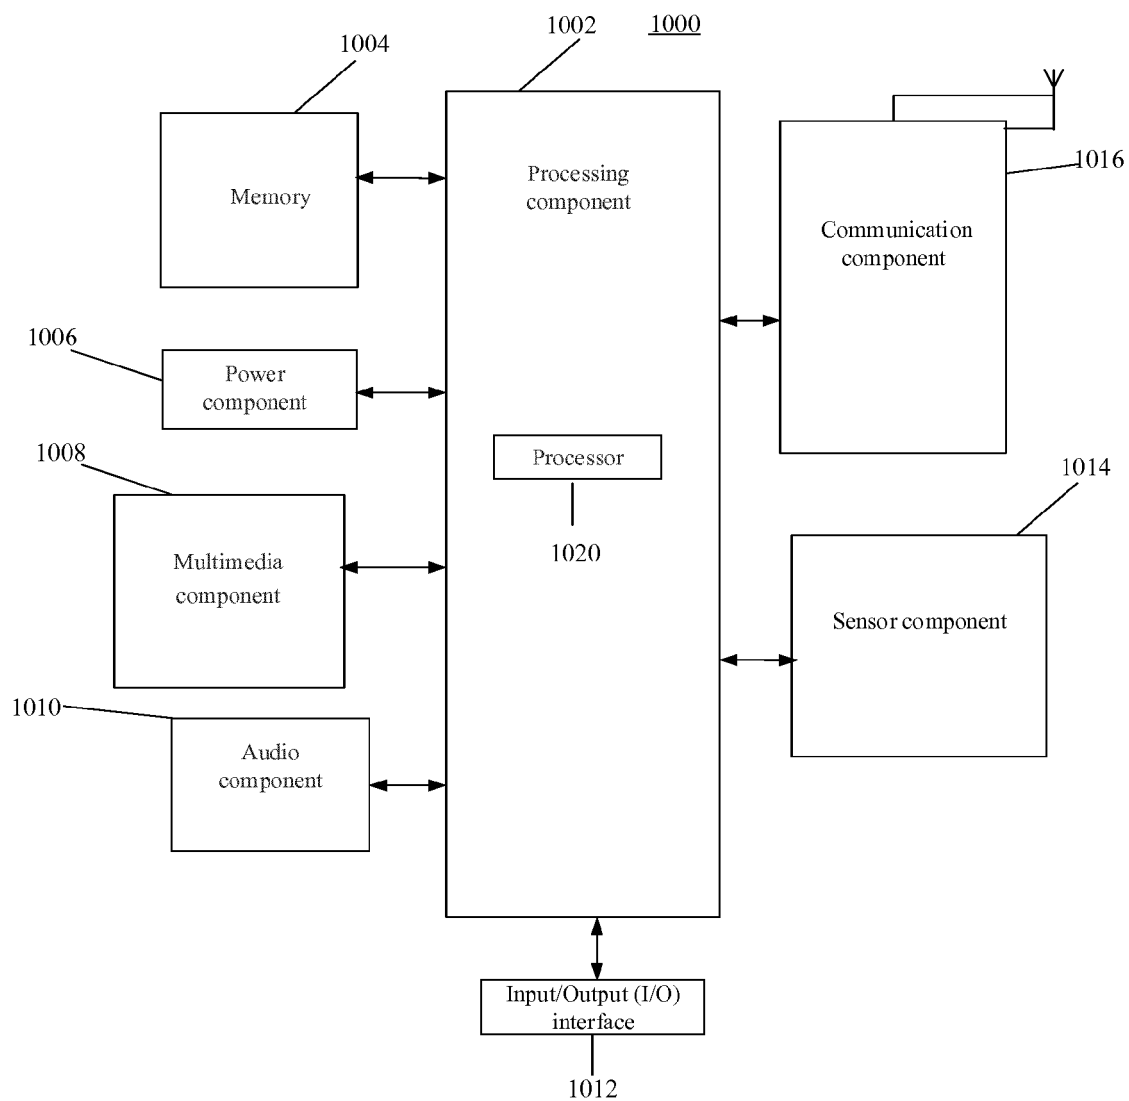 1002
1000
1004
1016
Memory
Processing
component
Communication
component
1006
Power
component
1008
Processor
1014
1020
Multimedia
component
Sensor component
1010
Audio
component
Input/Output (I/O)
interface
1012